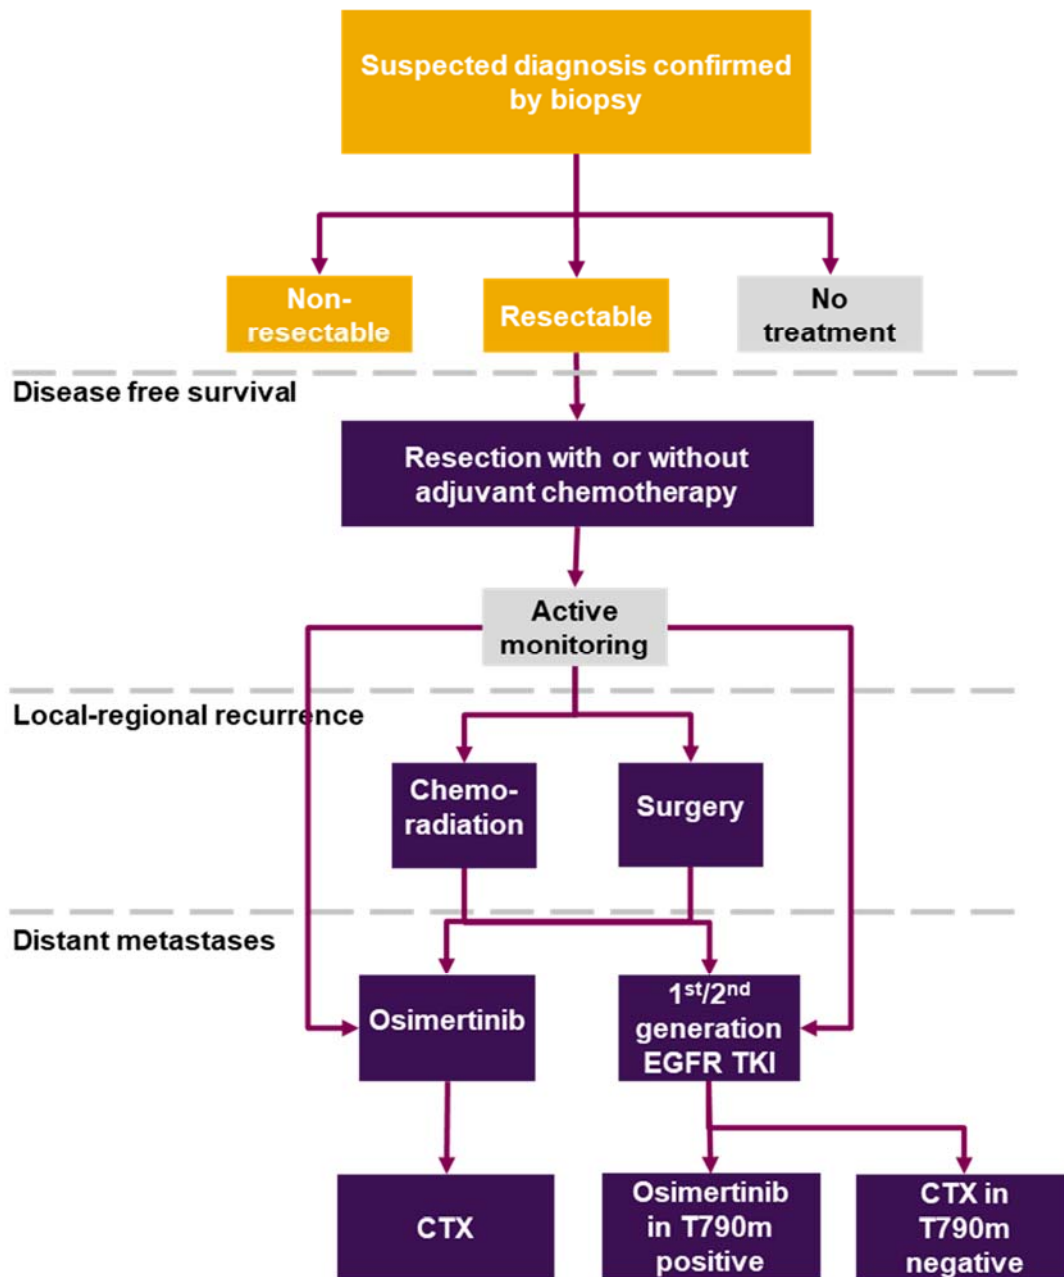 Suspected diagnosis confirmed
by biopsy
Non-
resectable
Resectable
No
treatment
Disease free survival
Resection with or without
adjuvant chemotherapy
Active
monitoring
Local-regional recurrence
Chemo-
radiation
Surgery
Distant metastases
Osimertinib
1st/2nd
generation
EGFR TKI
CTX
Osimertinib
in T790m
positive
CTX in
T790m
negative